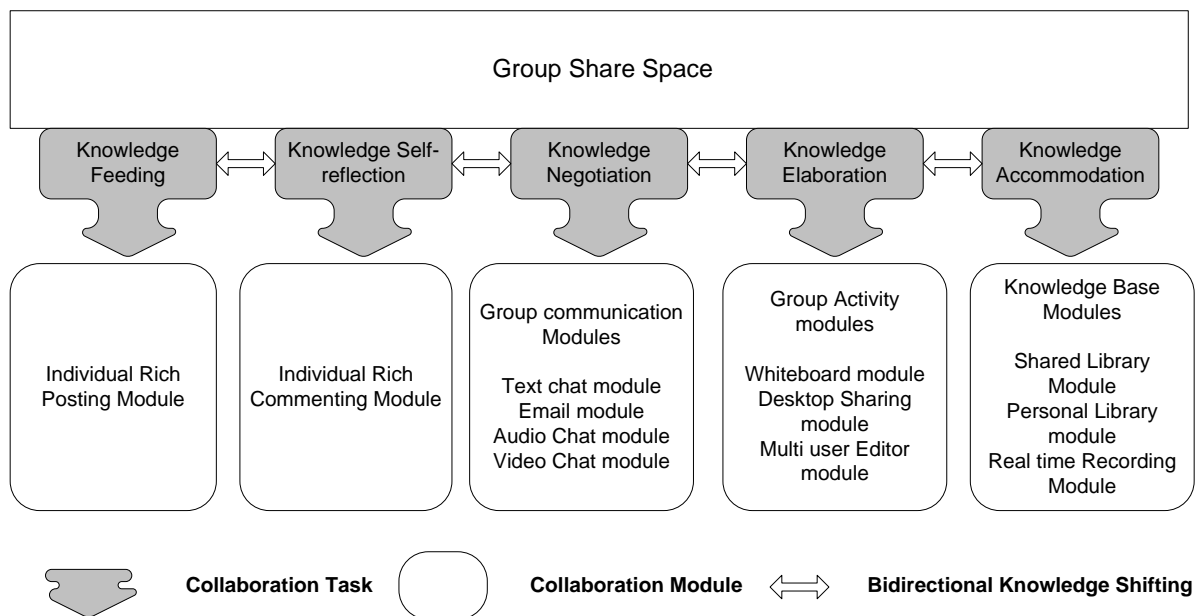 Group Share Space
Knowledge
Feeding
Knowledge Self-
reflection
Knowledge
Negotiation
Knowledge
Elaboration
Knowledge
Accommodation
Individual Rich
Posting Module
Individual Rich
Commenting Module
Group communication
Modules
Text chat module
Email module
Audio Chat module
Video Chat module
Group Activity
modules
Whiteboard module
Desktop Sharing
module
Multi user Editor
module
Knowledge Base
Modules
Shared Library
Module
Personal Library
module
Real time Recording
Module
Collaboration Task
Collaboration Module
Bidirectional Knowledge Shifting